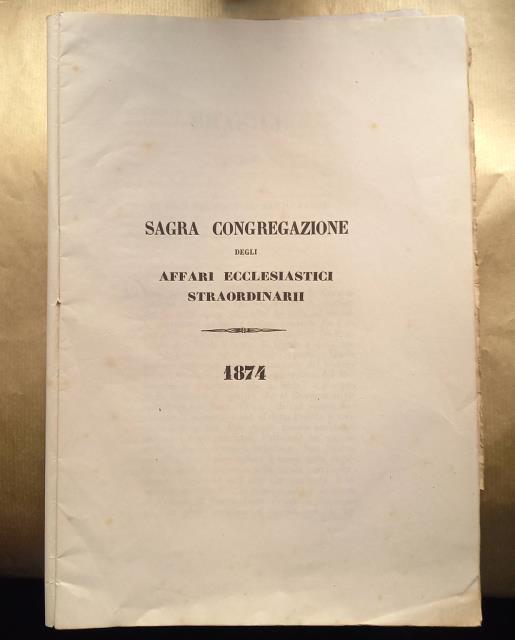 SAGRA CONGREGAZIONE
DEGLI
AFFARI ECCLESIASTICI
STRAORDINARII
1874